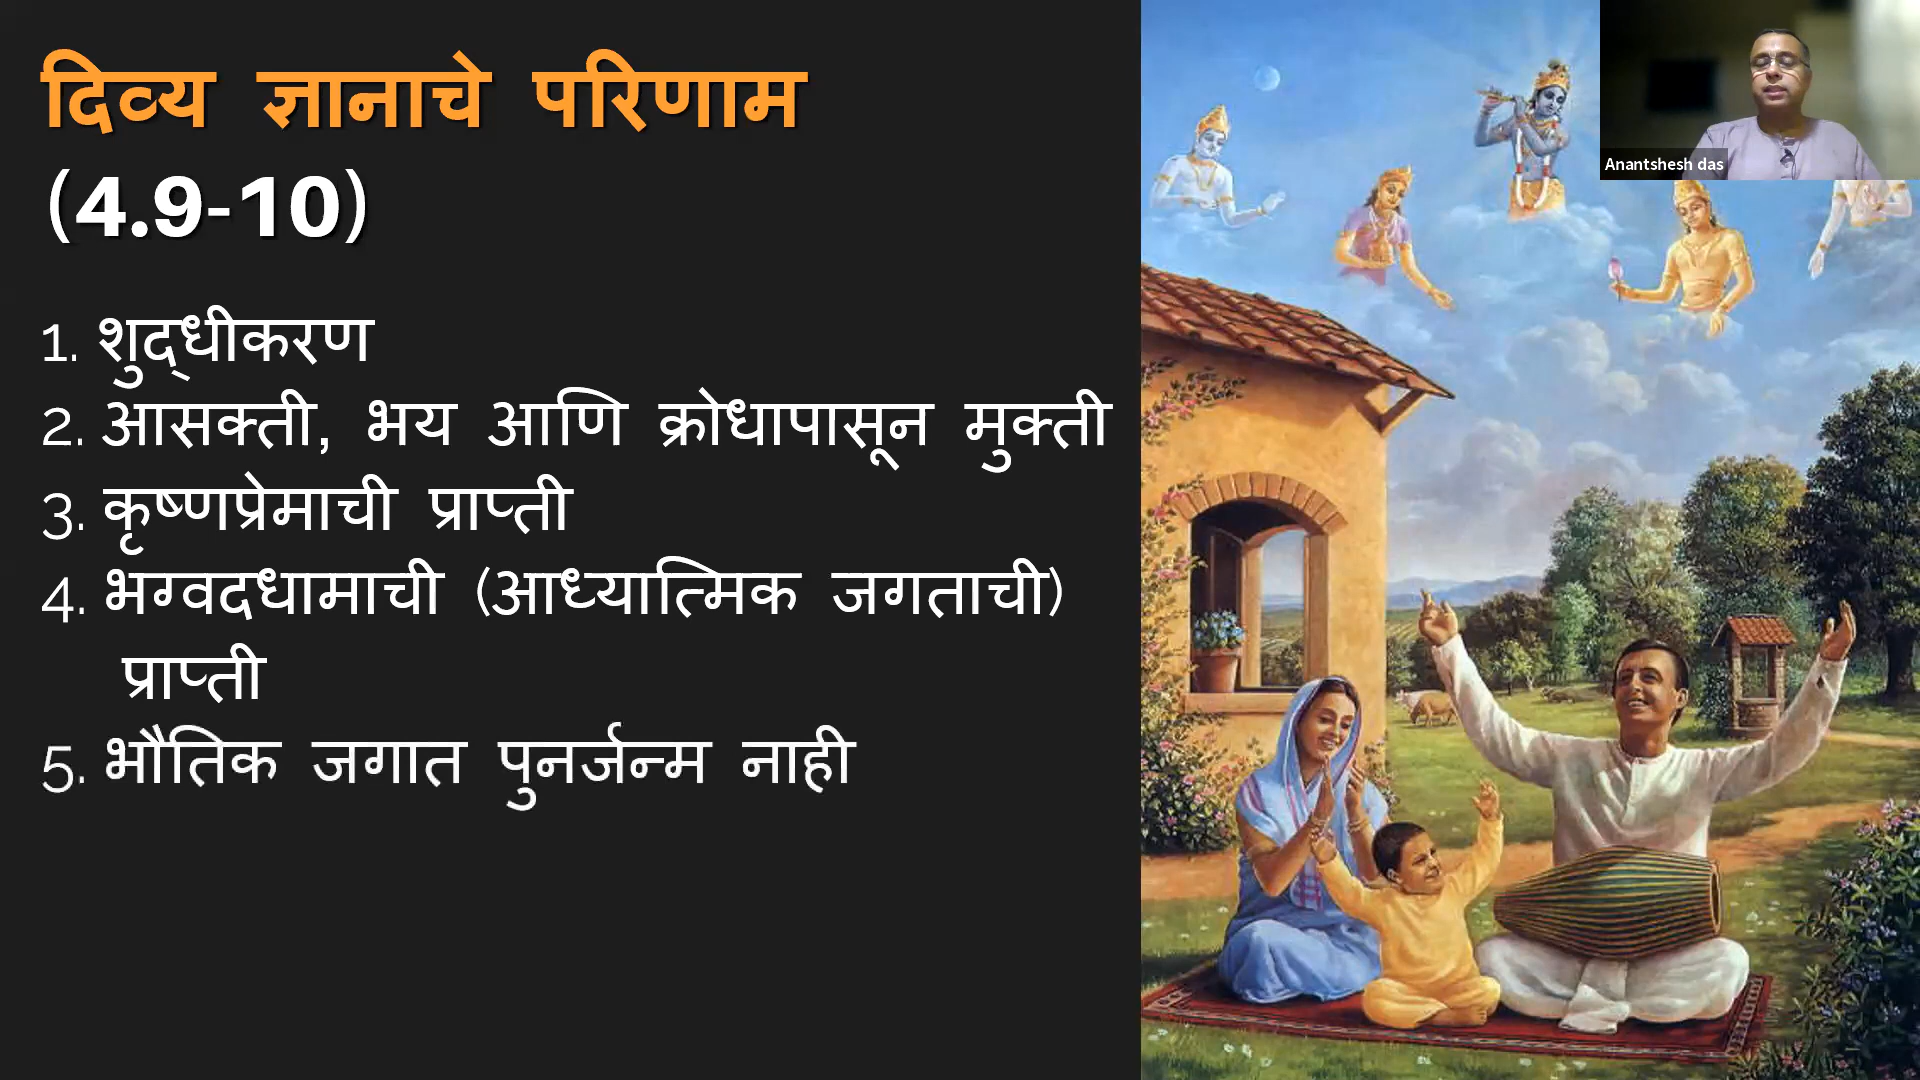 दिव्य ज्ञानाचे परिणाम
(4.9-10)
1. शुद्धीकरण
2. आसक्ती, भय आणि क्रोधापासून मुक्ती
3. कृष्णप्रेमाची प्राप्ती
4. भगवदधामाची (आध्यात्मिक जगताची)
प्राप्ती
5. भौतिक जगात पुनर्जन्म नाही
Anantshesh das